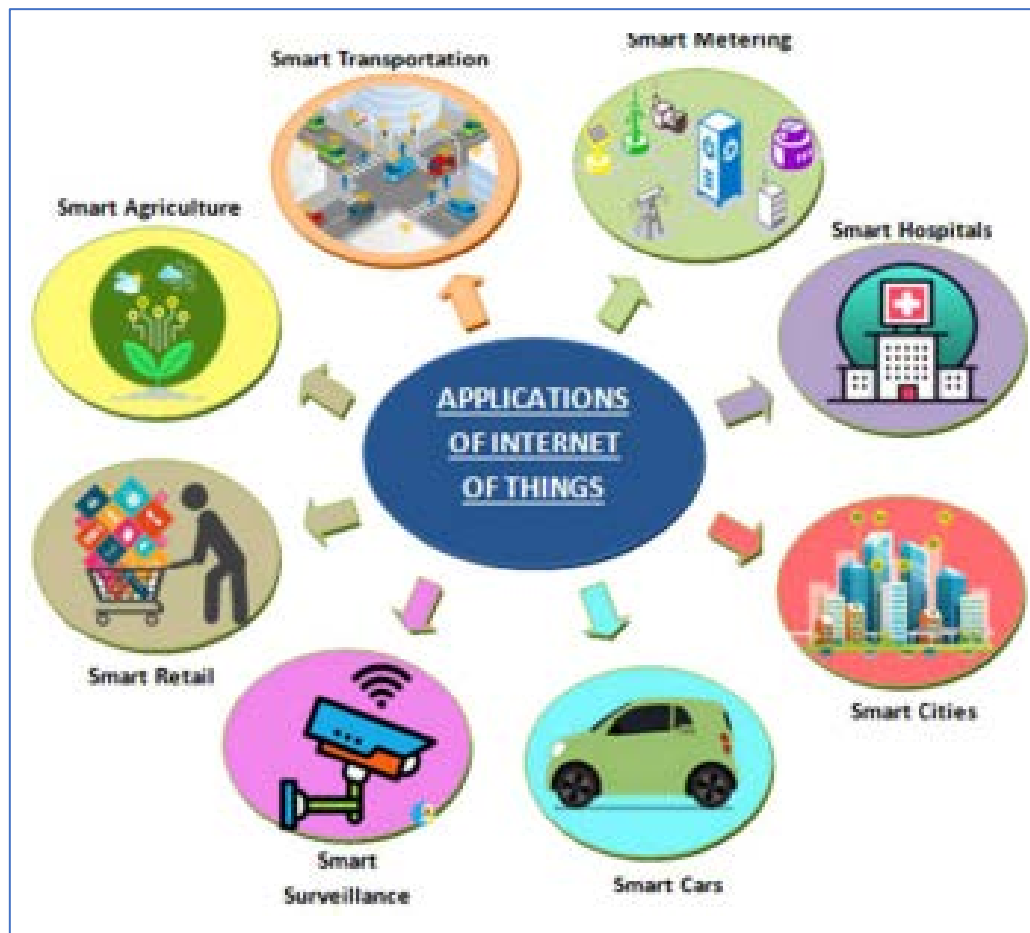 Smart Metering
Smart Transportation
Smart Agriculture
Smart Hospitals
APPLICATIONS
OF INTERNET
OF THINGS
Smart Retail
Smart Cities
Smart
Surveillance
Smart Cars